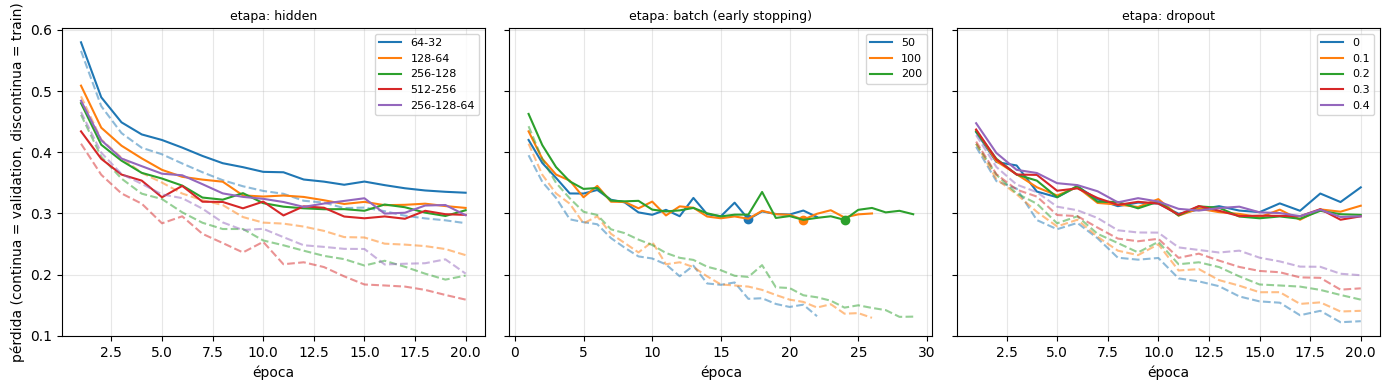 pérdida (continua = validation, discontinua = train)
etapa: hidden
0.6
0.5
0.4
0.3
0.2
0.1
64-32
128-64
256-128
512-256
256-128-64
2.5 5.0 7.5 10.0 12.5 15.0 17.5 20.0
época
etapa: batch (early stopping)
50
100
200
0 5 10 15 20 25 30
época
etapa: dropout
0
0.1
0.2
0.3
0.4
2.5 5.0 7.5 10.0 12.5 15.0 17.5 20.0
época